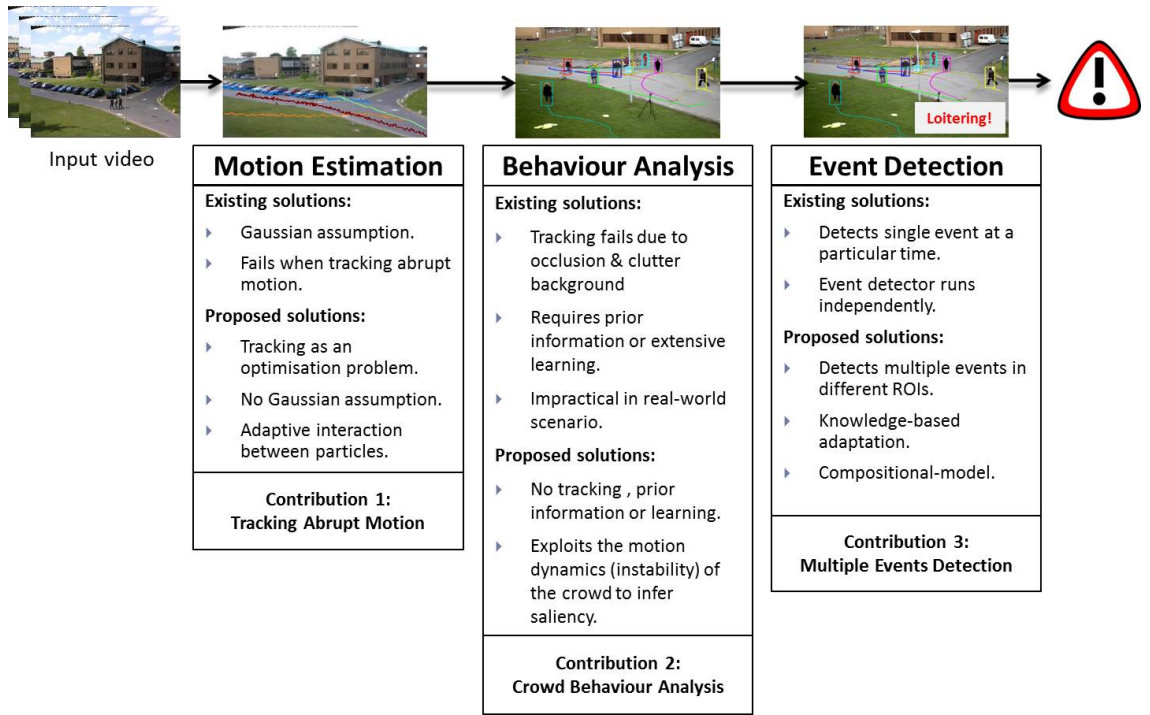 Loitering!
Input video
Motion Estimation
Existing solutions:
Gaussian assumption.
Fails when tracking abrupt
motion.
Proposed solutions:
Tracking as an
optimisation problem.
No Gaussian assumption.
Adaptive interaction
between particles.
Contribution 1:
Tracking Abrupt Motion
Behaviour Analysis
Existing solutions:
Tracking fails due to
occlusion & clutter
background
Requires prior
information or extensive
learning.
Impractical in real-world
scenario.
Proposed solutions:
No tracking , prior
information or learning.
Exploits the motion
dynamics (instability) of
the crowd to infer
saliency.
Contribution 2:
Crowd Behaviour Analysis
Event Detection
Existing solutions:
Detects single event at a
particular time.
Event detector runs
independently.
Proposed solutions:
Detects multiple events in
different ROIs.
Knowledge-based
adaptation.
Compositional-model.
Contribution 3:
Multiple Events Detection